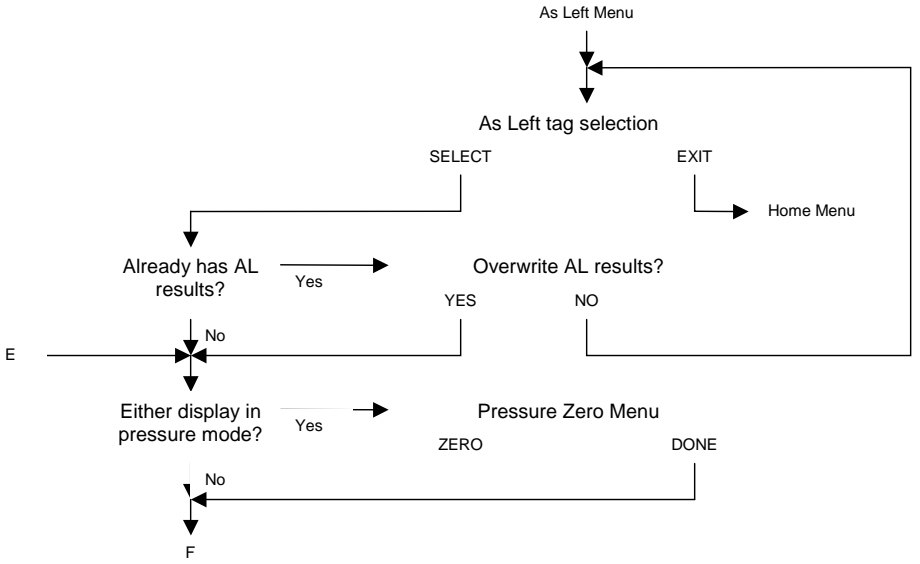 As Left Menu
As Left tag selection
SELECT
EXIT
Home Menu
Already has AL
results?
Yes
Overwrite AL results?
YES
NO
No
E
Either display in
pressure mode?
Yes
Pressure Zero Menu
ZERO
DONE
No
F